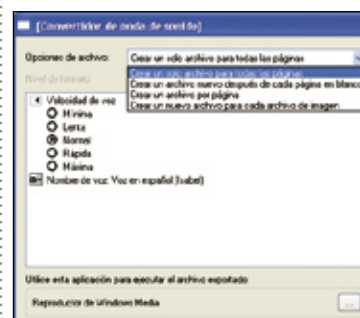 [Convertidor de onda de sonido]
Opciones de archivo: Crear un solo archivo para todas las páginas
Crear un solo archivo para todas las páginas
Crear un archivo nuevo después de cada página en blanco
Nivel de formato:
Crear un archivo por página
Crear un nuevo archivo para cada archivo de imagen
Velocidad de voz
Mínima
Lenta
Normal
Rápida
Máxima
Nombre de voz: Voz en español (Isabel)
Utilice esta aplicación para ejecutar el archivo exportado
Reproductor de Windows Media
...